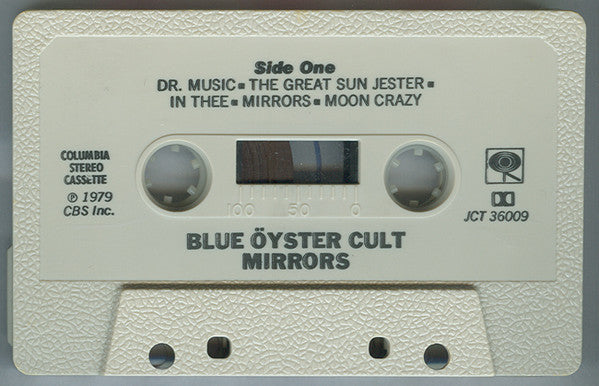 Side One
DR. MUSIC ▪ THE GREAT SUN JESTER ▪
IN THEE ▪ MIRRORS ▪ MOON CRAZY
COLUMBIA
STEREO
CASSETTE
℗ 1979
CBS Inc.
100 50 0
JCT 36009
BLUE ÖYSTER CULT
MIRRORS